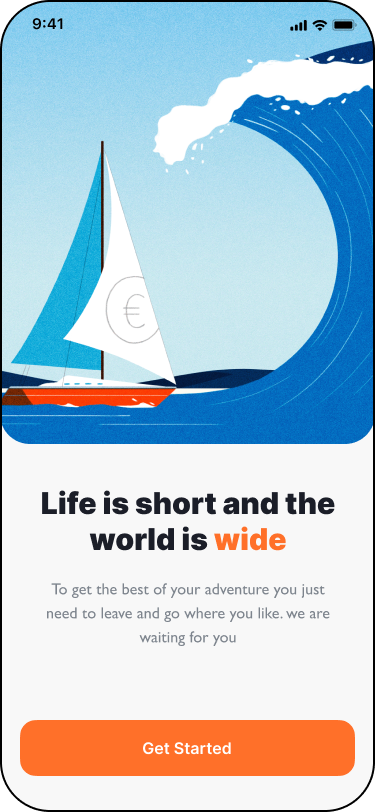 9:41
€
Life is short and the
world is wide
To get the best of your adventure you just
need to leave and go where you like. we are
waiting for you
Get Started